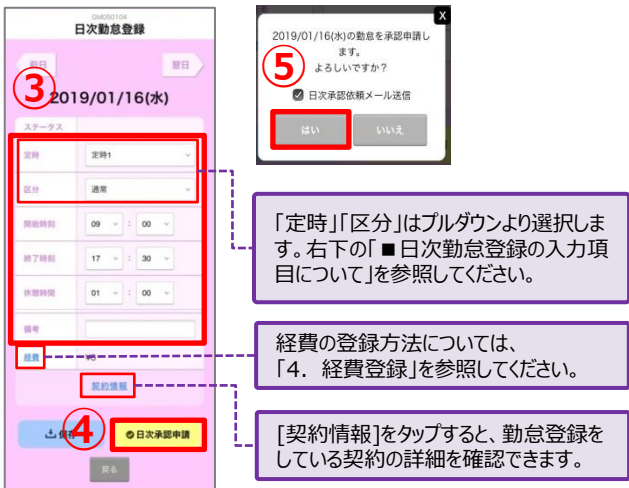 GM050104
日次勤怠登録
前日
翌日
③
2019/01/16(水)
ステータス
定時
定時1
区分
通常
開始時刻
09 : 00
終了時刻
17 : 30
休憩時間
01 : 00
備考
経費
¥0
契約情報
④
保存
日次承認申請
戻る
X
2019/01/16(水)の勤怠を承認申請し
ます。
よろしいですか？
⑤
日次承認依頼メール送信
はい
いいえ
「定時」「区分」はプルダウンより選択しま
す。右下の「■日次勤怠登録の入力項
目について」を参照してください。
経費の登録方法については、
「4．経費登録」を参照してください。
[契約情報]をタップすると、勤怠登録を
している契約の詳細を確認できます。